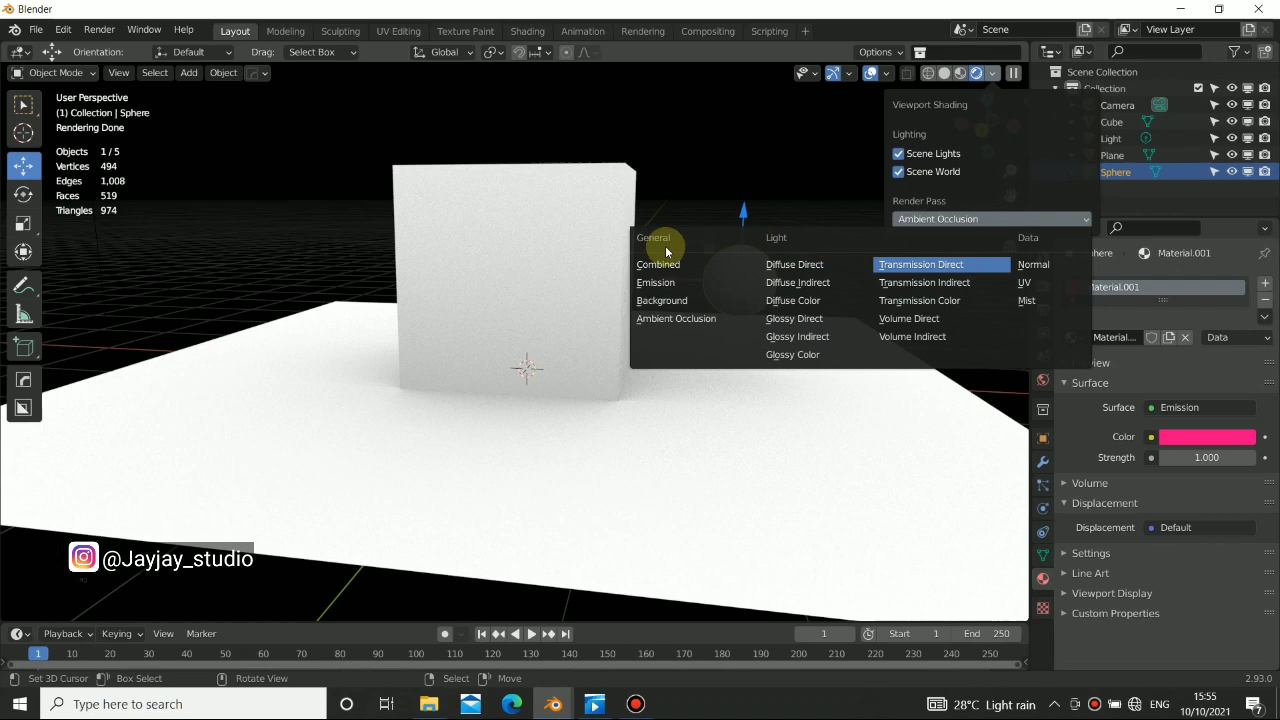 Blender
File Edit Render Window Help Layout Modeling Sculpting UV Editing Texture Paint Shading Animation Rendering Compositing Scripting + Scene View Layer
Orientation: Default Drag: Select Box Global Options
Object Mode View Select Add Object
User Perspective
(1) Collection | Sphere
Rendering Done
Objects 1 / 5
Vertices 494
Edges 1,008
Faces 519
Triangles 974
Viewport Shading
Lighting
Scene Lights
Scene World
Render Pass
Ambient Occlusion
General Light Data
Combined Diffuse Direct Transmission Direct Normal
Emission Diffuse Indirect Transmission Indirect UV
Background Diffuse Color Transmission Color Mist
Ambient Occlusion Glossy Direct Volume Direct
Glossy Indirect Volume Indirect
Glossy Color
Scene Collection
Collection
Camera
Cube
Light
Plane
Sphere
Material.001
Material.001
Material... Data
Surface
Surface Emission
Color
Strength 1.000
Volume
Displacement
Displacement Default
Settings
Line Art
Viewport Display
Custom Properties
@Jayjay_studio
Playback Keying View Marker 1 Start 1 End 250
1 10 20 30 40 50 60 70 80 90 100 110 120 130 140 150 160 170 180 190 200 210 220 230 240 250
Set 3D Cursor Box Select Rotate View Select Move 2.93.0
Type here to search 28°C Light rain ENG 15:55
10/10/2021 7